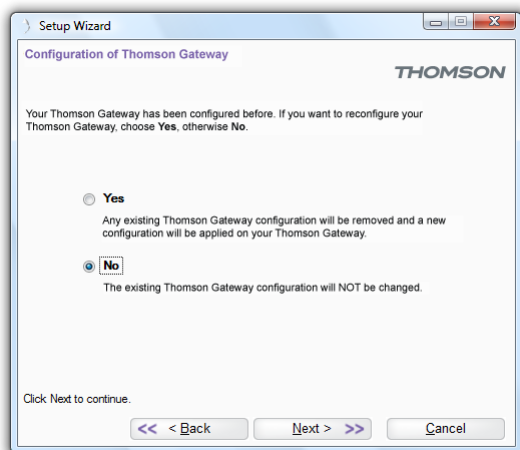 Setup Wizard
Configuration of Thomson Gateway
THOMSON
Your Thomson Gateway has been configured before. If you want to reconfigure your
Thomson Gateway, choose Yes, otherwise No.
Yes
Any existing Thomson Gateway configuration will be removed and a new
configuration will be applied on your Thomson Gateway.
No
The existing Thomson Gateway configuration will NOT be changed.
Click Next to continue.
<< < Back Next > >> Cancel